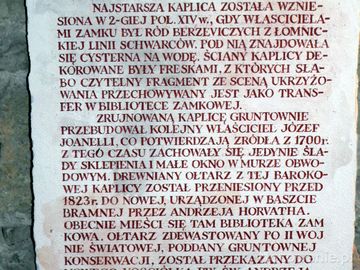 NAJSTARSZA KAPLICA ZOSTAŁA WZNIE-
SIONA W 2-GIEJ POŁ. XIV W., GDY WŁAŚCICIELA-
MI ZAMKU BYŁ RÓD BERZEVICZYCH Z ŁOMNIC-
KIEJ LINII SCHWARCÓW. POD NIĄ ZNAJDOWAŁA
SIĘ CYSTERNA NA WODĘ. ŚCIANY KAPLICY DE-
KOROWANE BYŁY FRESKAMI, Z KTÓRYCH SŁA-
BO CZYTELNY FRAGMENT ZE SCENĄ UKRZYŻO-
WANIA PRZECHOWYWANY JEST JAKO TRANS-
FER W BIBLIOTECE ZAMKOWEJ.
ZRUJNOWANĄ KAPLICĘ GRUNTOWNIE
PRZEBUDOWAŁ KOLEJNY WŁAŚCICIEL JÓZEF
JOANELLI, CO POTWIERDZAJĄ ŹRÓDŁA Z 1700 r.
Z TEGO CZASU ZACHOWAŁY SIĘ JEDYNIE ŚLA-
DY SKLEPIENIA I MAŁE OKNO W MURZE OBWO-
DOWYM. DREWNIANY OŁTARZ Z TEJ BAROKO-
WEJ KAPLICY ZOSTAŁ PRZENIESIONY PRZED
1823 r. DO NOWEJ, URZĄDZONEJ W BASZCIE
BRAMNEJ PRZEZ ANDRZEJA HORVATHA.
OBECNIE MIEŚCI SIĘ TAM BIBLIOTEKA ZAM-
KOWA. OŁTARZ ZDEWASTOWANY PO II WOJ-
NIE ŚWIATOWEJ, PODDANY GRUNTOWNEJ
KONSERWACJI, ZOSTAŁ PRZEKAZANY DO